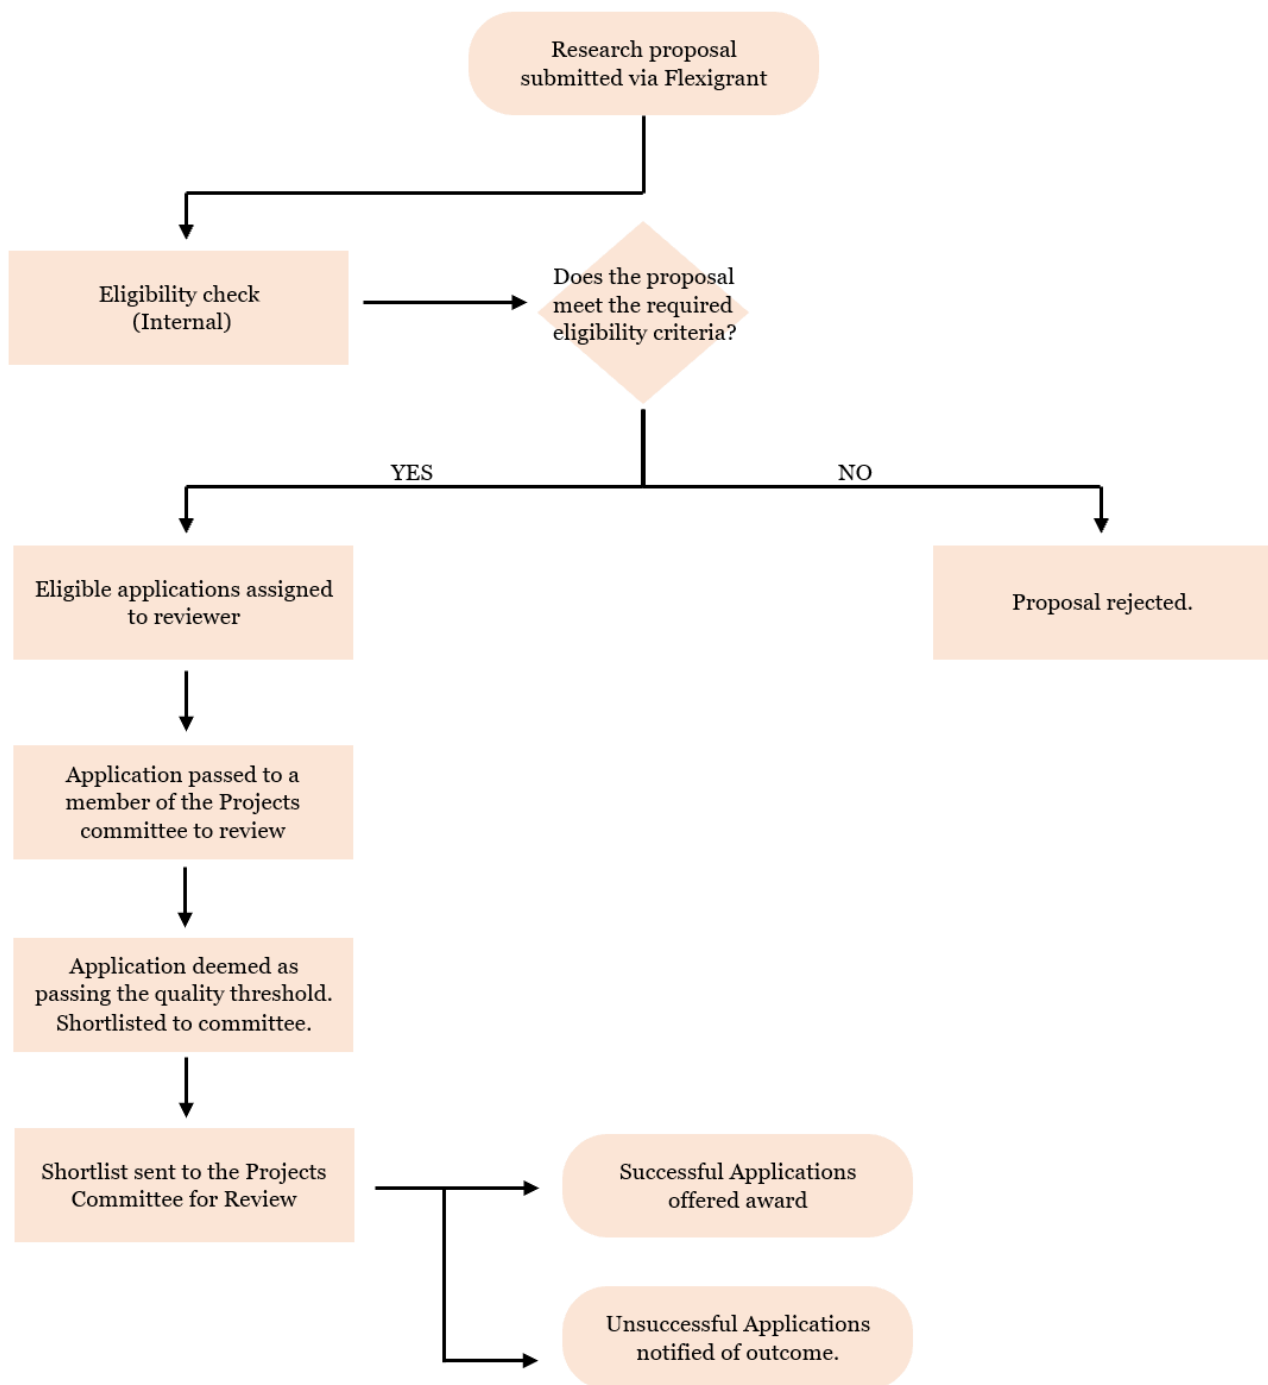 Research proposal
submitted via Flexigrant
Eligibility check
(Internal)
Does the proposal
meet the required
eligibility criteria?
YES
NO
Eligible applications assigned
to reviewer
Proposal rejected.
Application passed to a
member of the Projects
committee to review
Application deemed as
passing the quality threshold.
Shortlisted to committee.
Shortlist sent to the Projects
Committee for Review
Successful Applications
offered award
Unsuccessful Applications
notified of outcome.